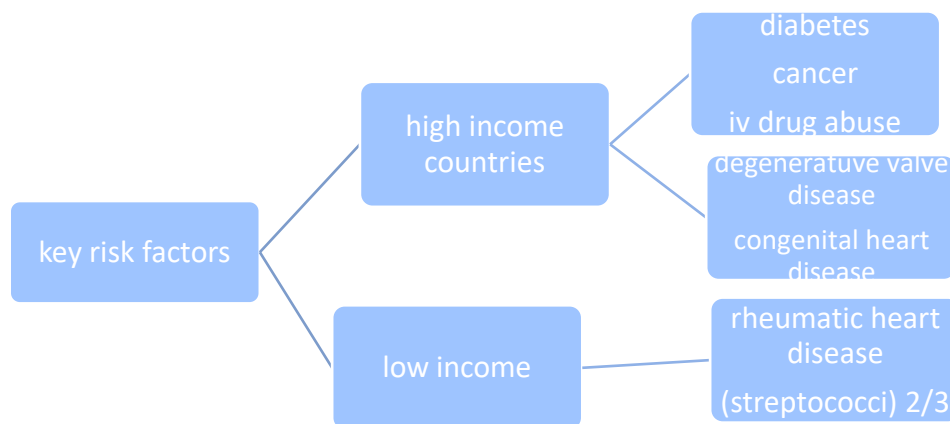 key risk factors
high income
countries
diabetes
cancer
iv drug abuse
degeneratuve valve
disease
congenital heart
disease
low income
rheumatic heart
disease
(streptococci) 2/3